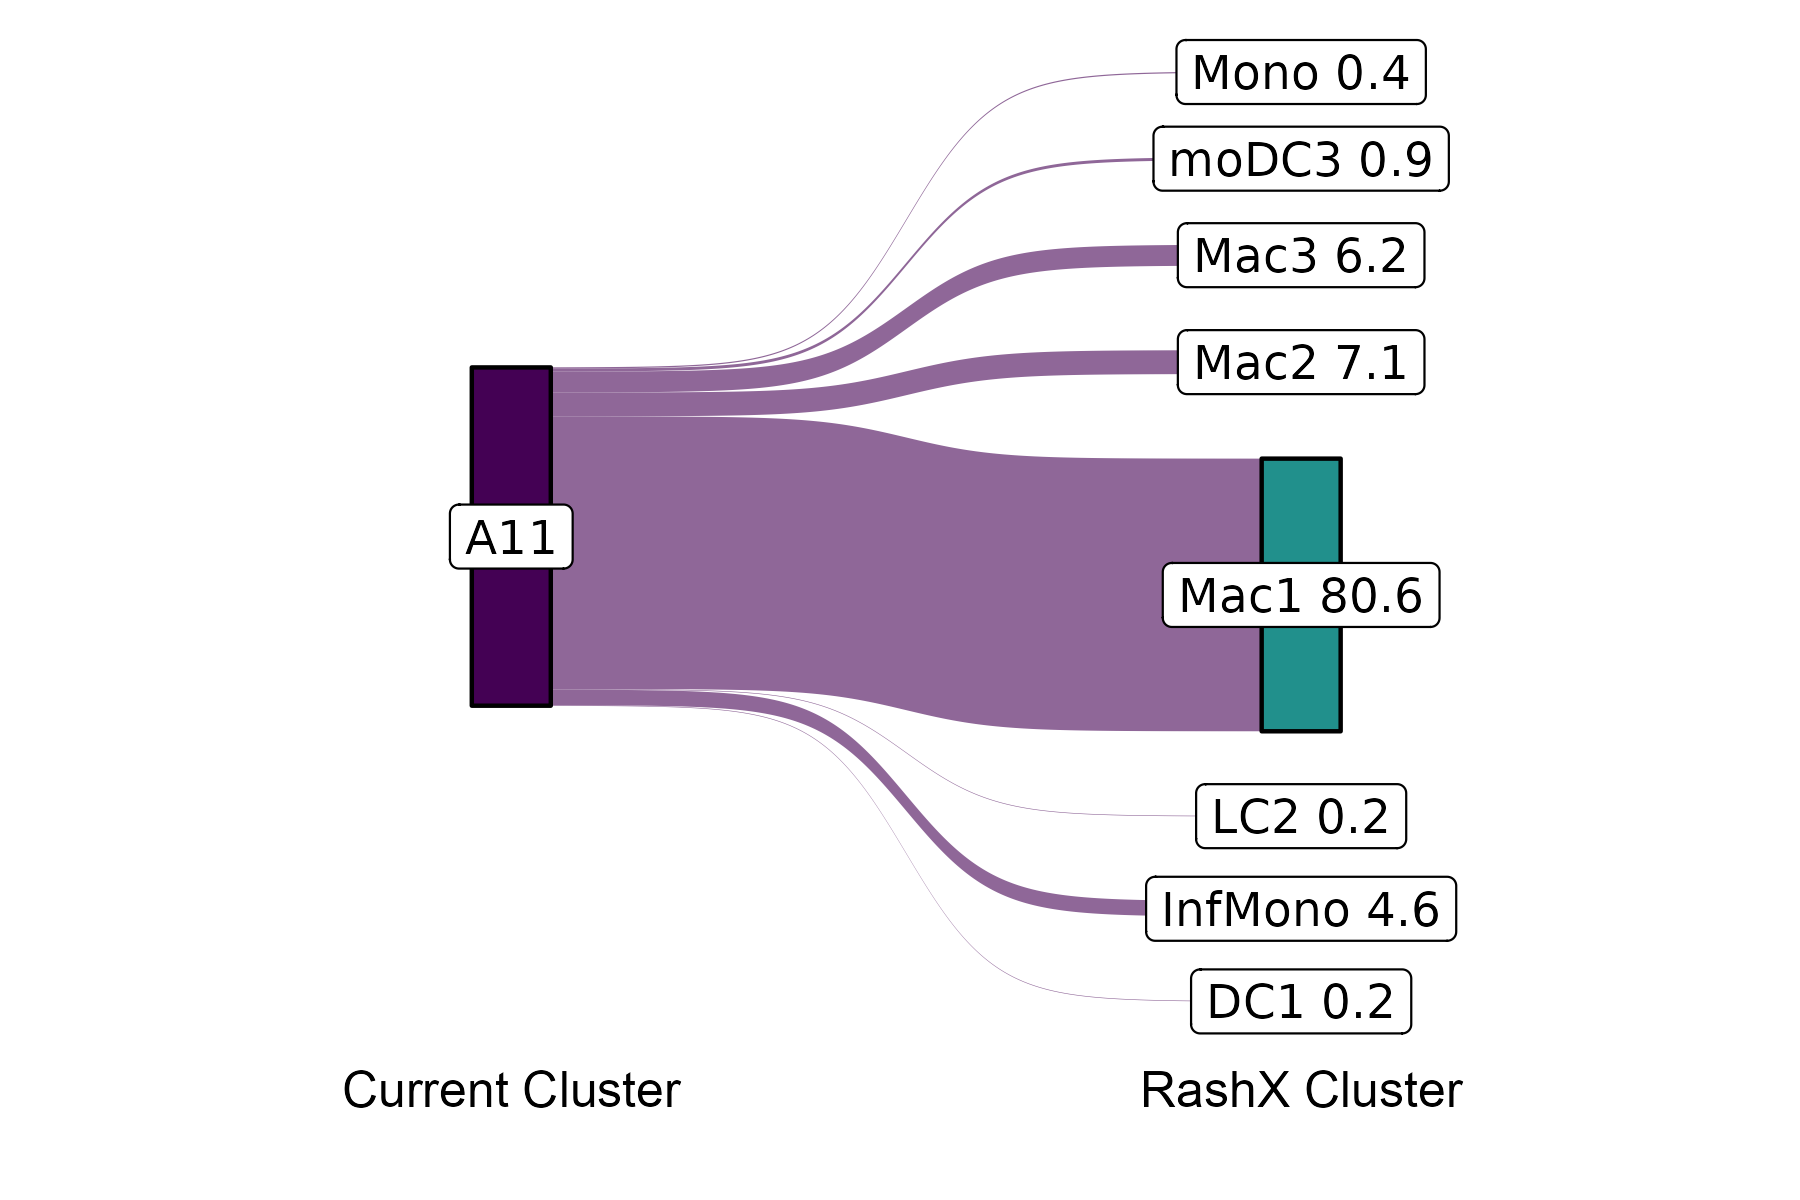 Mono 0.4
moDC3 0.9
Mac3 6.2
Mac2 7.1
A11
Mac1 80.6
LC2 0.2
InfMono 4.6
DC1 0.2
Current Cluster
RashX Cluster